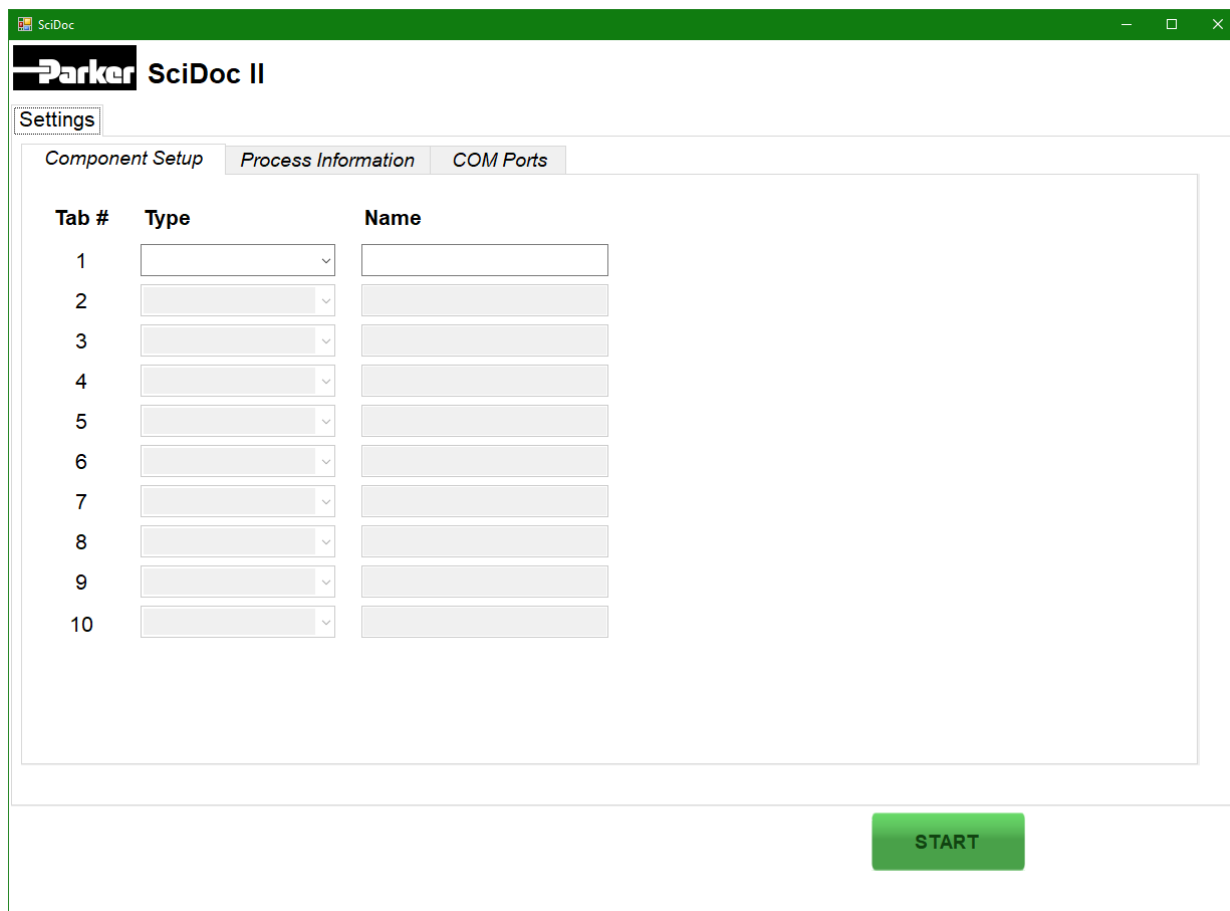 SciDoc
Parker SciDoc II
Settings
Component Setup Process Information COM Ports
Tab # Type Name
1
2
3
4
5
6
7
8
9
10
START